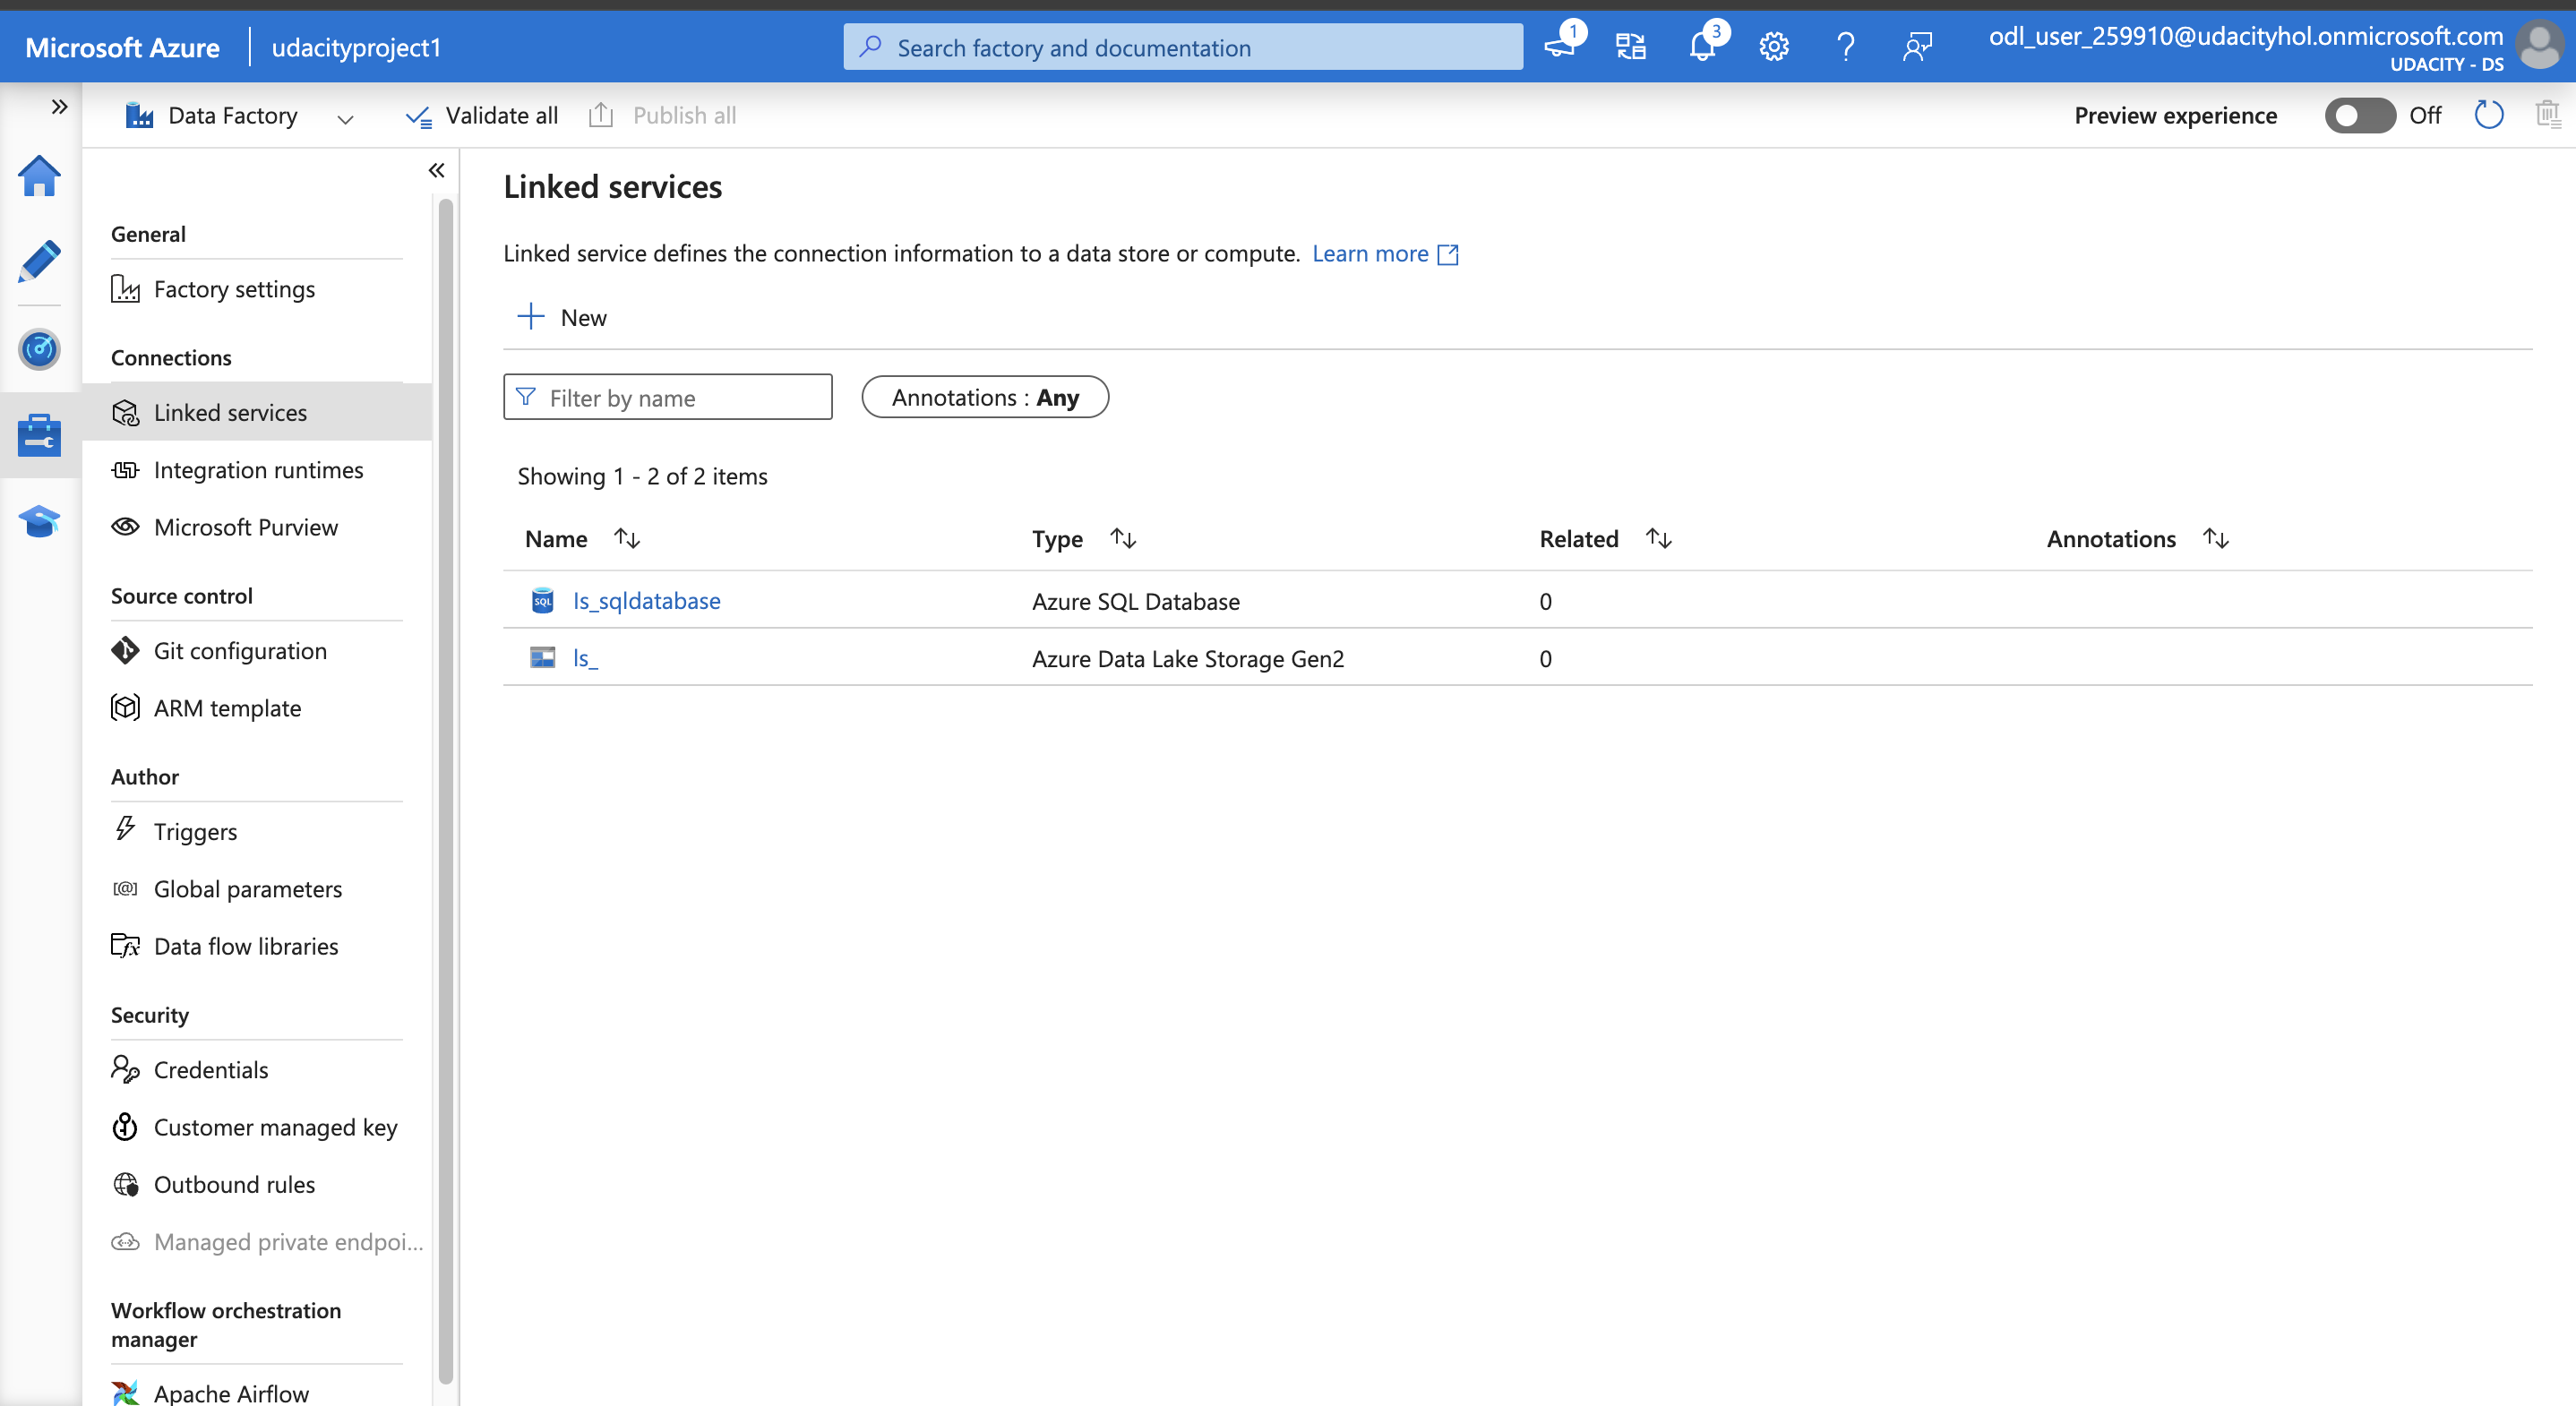 Microsoft Azure | udacityproject1
Search factory and documentation
1
3
odl_user_259910@udacityhol.onmicrosoft.com
UDACITY - DS
Data Factory
Validate all
Publish all
Preview experience
Off
General
Factory settings
Connections
Linked services
Integration runtimes
Microsoft Purview
Source control
Git configuration
ARM template
Author
Triggers
Global parameters
Data flow libraries
Security
Credentials
Customer managed key
Outbound rules
Managed private endpoi...
Workflow orchestration
manager
Apache Airflow
Linked services
Linked service defines the connection information to a data store or compute. Learn more
New
Filter by name
Annotations : Any
Showing 1 - 2 of 2 items
Name Type Related Annotations
SQL ls_sqldatabase Azure SQL Database 0
ls_ Azure Data Lake Storage Gen2 0